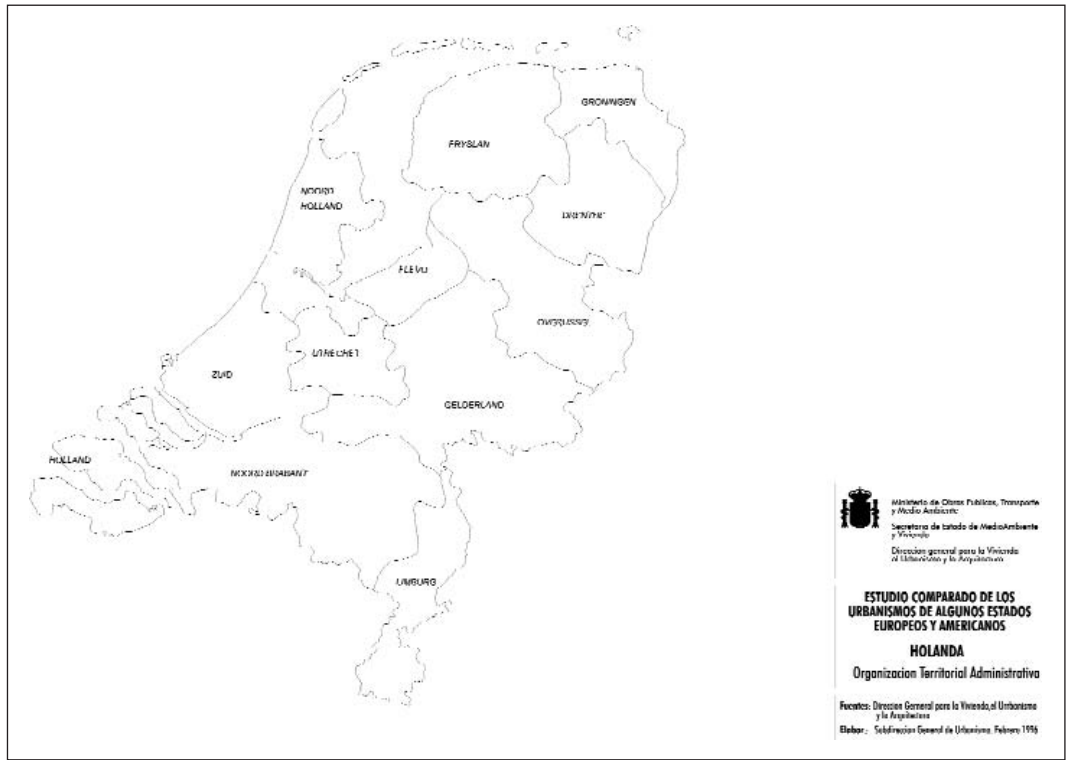 GRONINGEN
FRYSLAN
NOORD
HOLLAND
DRENTHE
FLEVO
OVERIJSSEL
UTRECHET
ZUID
GELDERLAND
HOLLAND
NOORD BRABANT
LIMBURG
Ministerio de Obras Publicas, Transporte
y Medio Ambiente
Secretaria de Estado de MedioAmbiente
y Vivienda
Direccion general para la Vivienda
el Urbanismo y la Arquitectura
ESTUDIO COMPARADO DE LOS
URBANISMOS DE ALGUNOS ESTADOS
EUROPEOS Y AMERICANOS
HOLANDA
Organizacion Territorial Administrativa
Fuentes: Direccion Gerneral para la Vivienda,el Urrbanismo
y la Arquitectura
Elabor.: Subdireccion General de Urbanismo. Febrero 1996